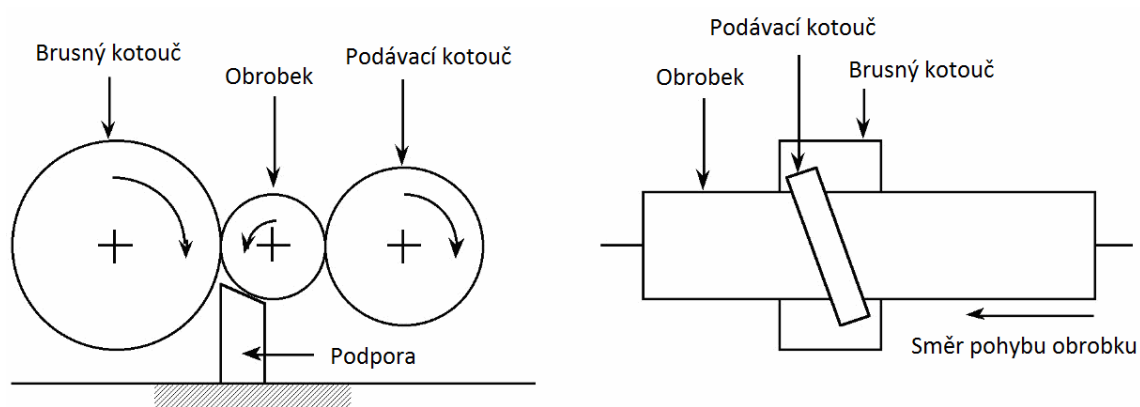 Brusný kotouč
Obrobek
Podávací kotouč
Podpora
Podávací kotouč
Obrobek
Brusný kotouč
Směr pohybu obrobku